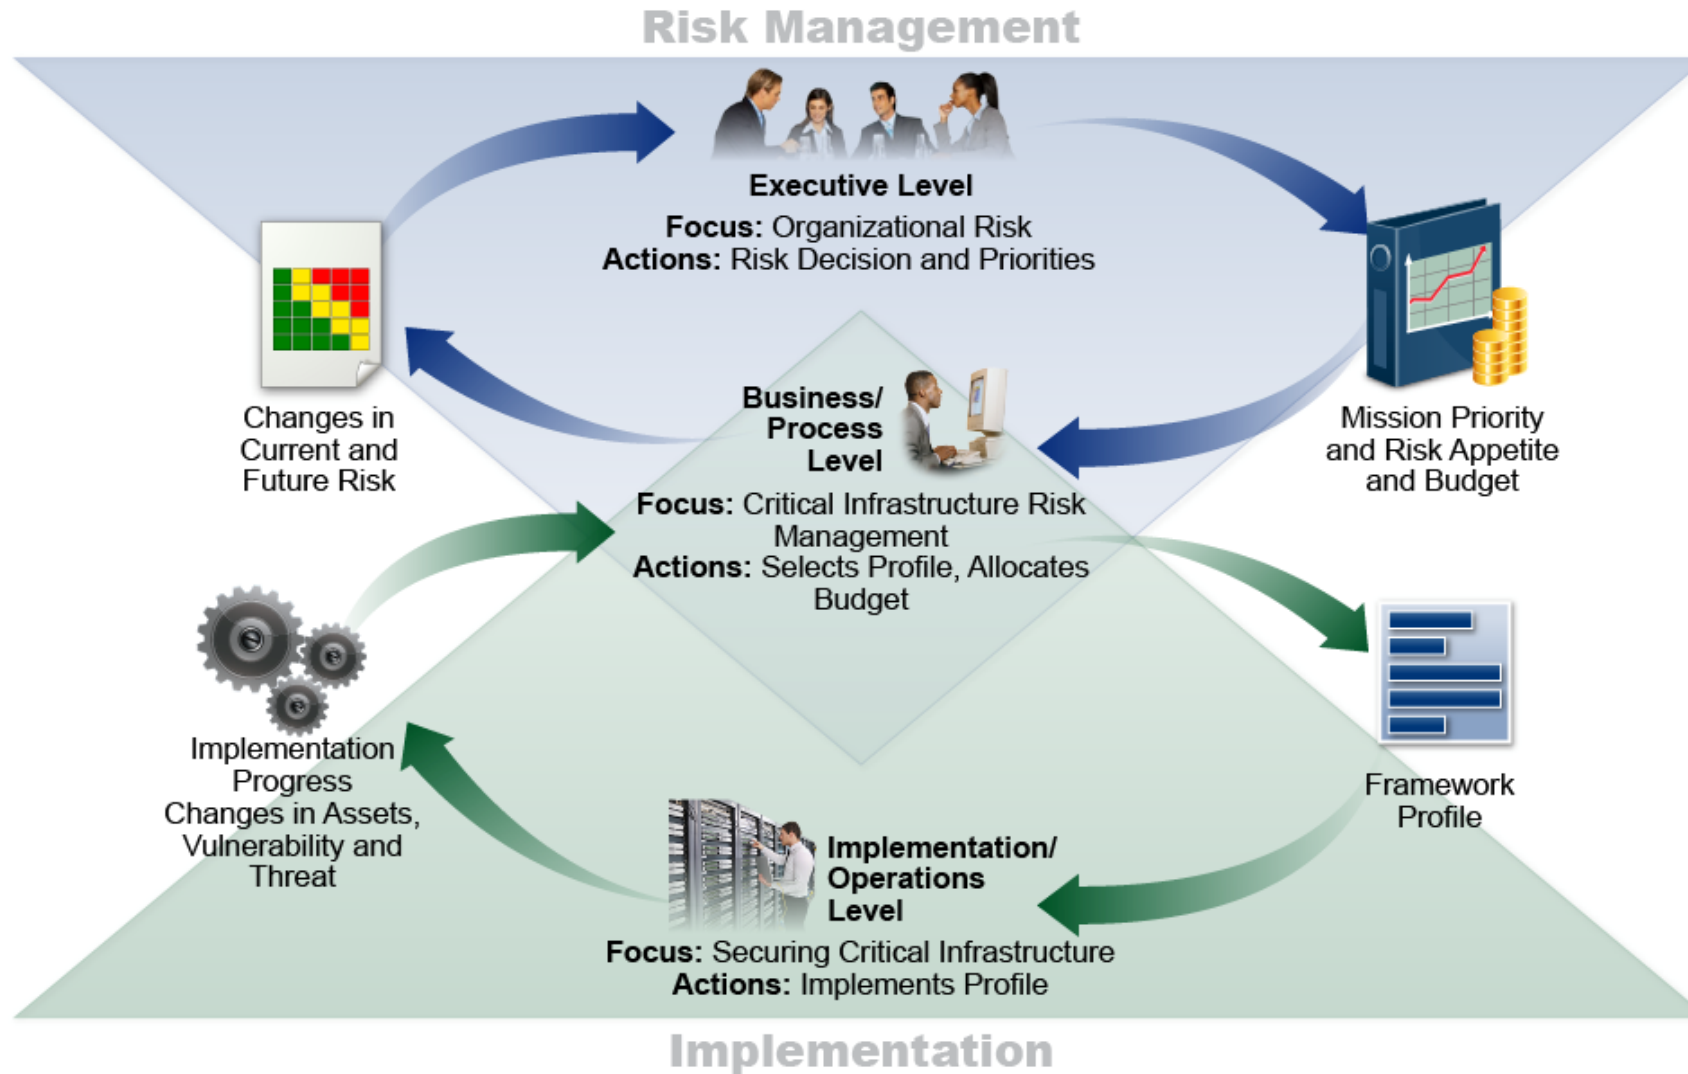 Risk Management
Executive Level
Focus: Organizational Risk
Actions: Risk Decision and Priorities
Changes in
Current and
Future Risk
Mission Priority
and Risk Appetite
and Budget
Business/
Process
Level
Focus: Critical Infrastructure Risk
Management
Actions: Selects Profile, Allocates
Budget
Implementation
Progress
Changes in Assets,
Vulnerability and
Threat
Framework
Profile
Implementation/
Operations
Level
Focus: Securing Critical Infrastructure
Actions: Implements Profile
Implementation